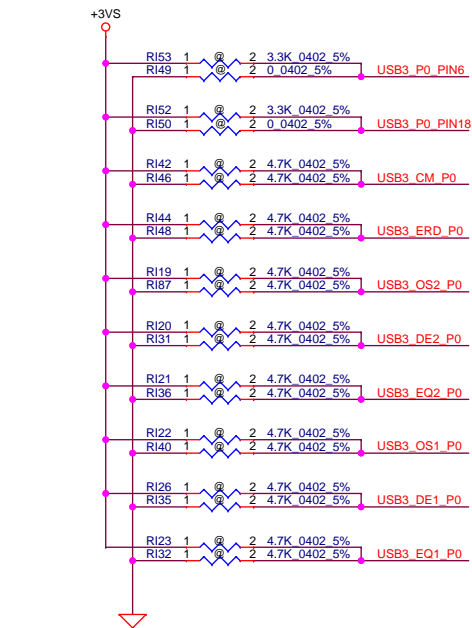 +3VS
RI53 1 @ 2 3.3K_0402_5%
RI49 1 @ 2 0_0402_5% USB3_P0_PIN6
RI52 1 @ 2 3.3K_0402_5%
RI50 1 @ 2 0_0402_5% USB3_P0_PIN18
RI42 1 @ 2 4.7K_0402_5%
RI46 1 @ 2 4.7K_0402_5% USB3_CM_P0
RI44 1 @ 2 4.7K_0402_5%
RI48 1 @ 2 4.7K_0402_5% USB3_ERD_P0
RI19 1 @ 2 4.7K_0402_5%
RI87 1 @ 2 4.7K_0402_5% USB3_OS2_P0
RI20 1 @ 2 4.7K_0402_5%
RI31 1 @ 2 4.7K_0402_5% USB3_DE2_P0
RI21 1 @ 2 4.7K_0402_5%
RI36 1 @ 2 4.7K_0402_5% USB3_EQ2_P0
RI22 1 @ 2 4.7K_0402_5%
RI40 1 @ 2 4.7K_0402_5% USB3_OS1_P0
RI26 1 @ 2 4.7K_0402_5%
RI35 1 @ 2 4.7K_0402_5% USB3_DE1_P0
RI23 1 @ 2 4.7K_0402_5%
RI32 1 @ 2 4.7K_0402_5% USB3_EQ1_P0